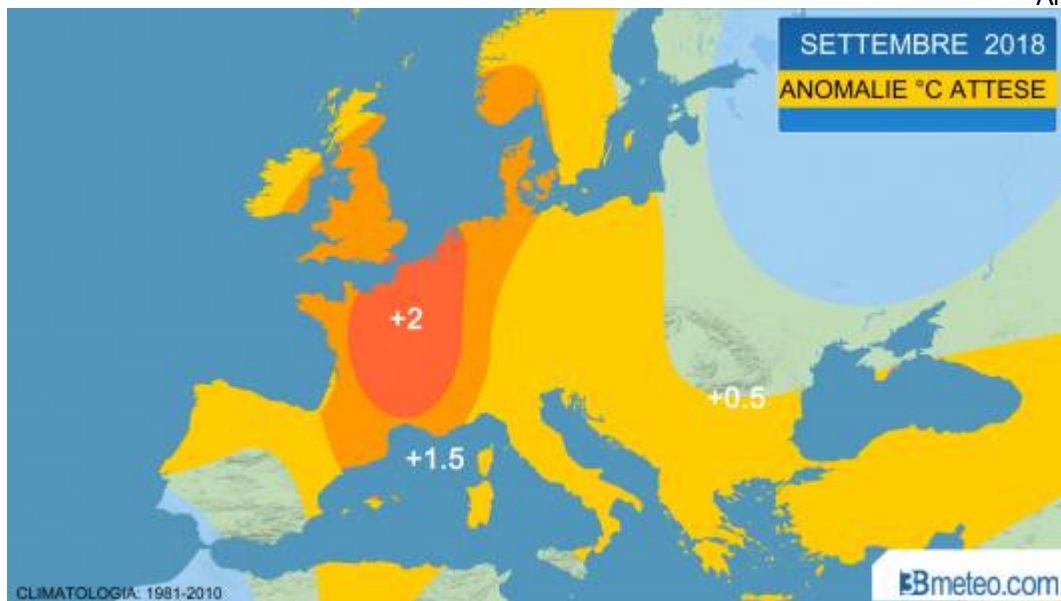 SETTEMBRE 2018
ANOMALIE °C ATTESE
+2
+0.5
+1.5
CLIMATOLOGIA: 1981-2010
3Bmeteo.com